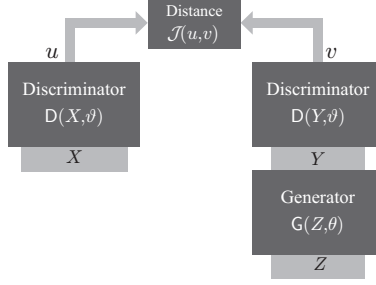 Distance
𝒥(u,v)
u
v
Discriminator
D(X,ϑ)
Discriminator
D(Y,ϑ)
X
Y
Generator
G(Z,θ)
Z